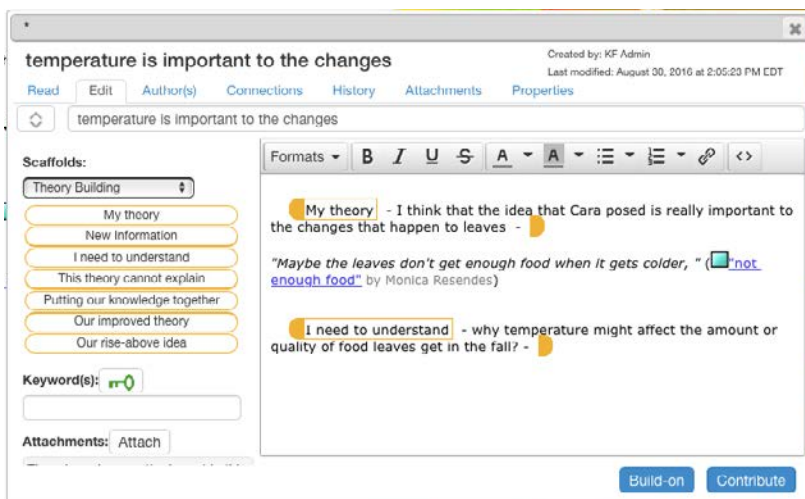 *
temperature is important to the changes
Created by: KF Admin
Last modified: August 30, 2016 at 2:05:23 PM EDT
Read Edit Author(s) Connections History Attachments Properties
temperature is important to the changes
Scaffolds:
Theory Building
My theory
New Information
I need to understand
This theory cannot explain
Putting our knowledge together
Our improved theory
Our rise-above idea
Keyword(s):
Attachments: Attach
Formats B I U S A A <>
My theory - I think that the idea that Cara posed is really important to
the changes that happen to leaves -
"Maybe the leaves don't get enough food when it gets colder, " ("not
enough food" by Monica Resendes)
I need to understand - why temperature might affect the amount or
quality of food leaves get in the fall? -
Build-on Contribute